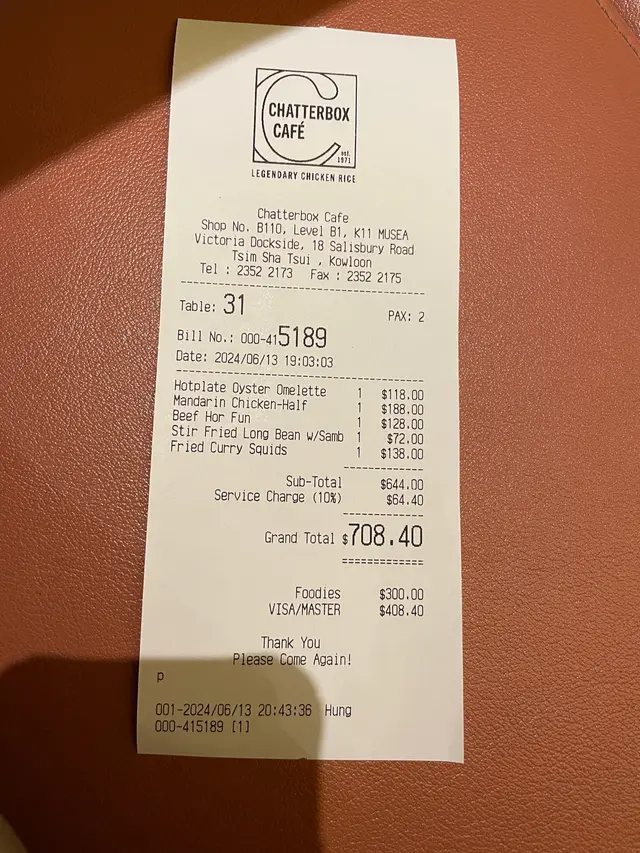 CHATTERBOX
CAFÉ
est.
1971
LEGENDARY CHICKEN RICE
Chatterbox Cafe
Shop No. B110, Level B1, K11 MUSEA
Victoria Dockside, 18 Salisbury Road
Tsim Sha Tsui , Kowloon
Tel : 2352 2173 Fax : 2352 2175
Table: 31 PAX: 2
Bill No.: 000-415189
Date: 2024/06/13 19:03:03
Hotplate Oyster Omelette 1 $118.00
Mandarin Chicken-Half 1 $188.00
Beef Hor Fun 1 $128.00
Stir Fried Long Bean w/Samb 1 $72.00
Fried Curry Squids 1 $138.00
Sub-Total $644.00
Service Charge (10%) $64.40
Grand Total $708.40
Foodies $300.00
VISA/MASTER $408.40
Thank You
Please Come Again!
p
001-2024/06/13 20:43:36 Hung
000-415189 [1]